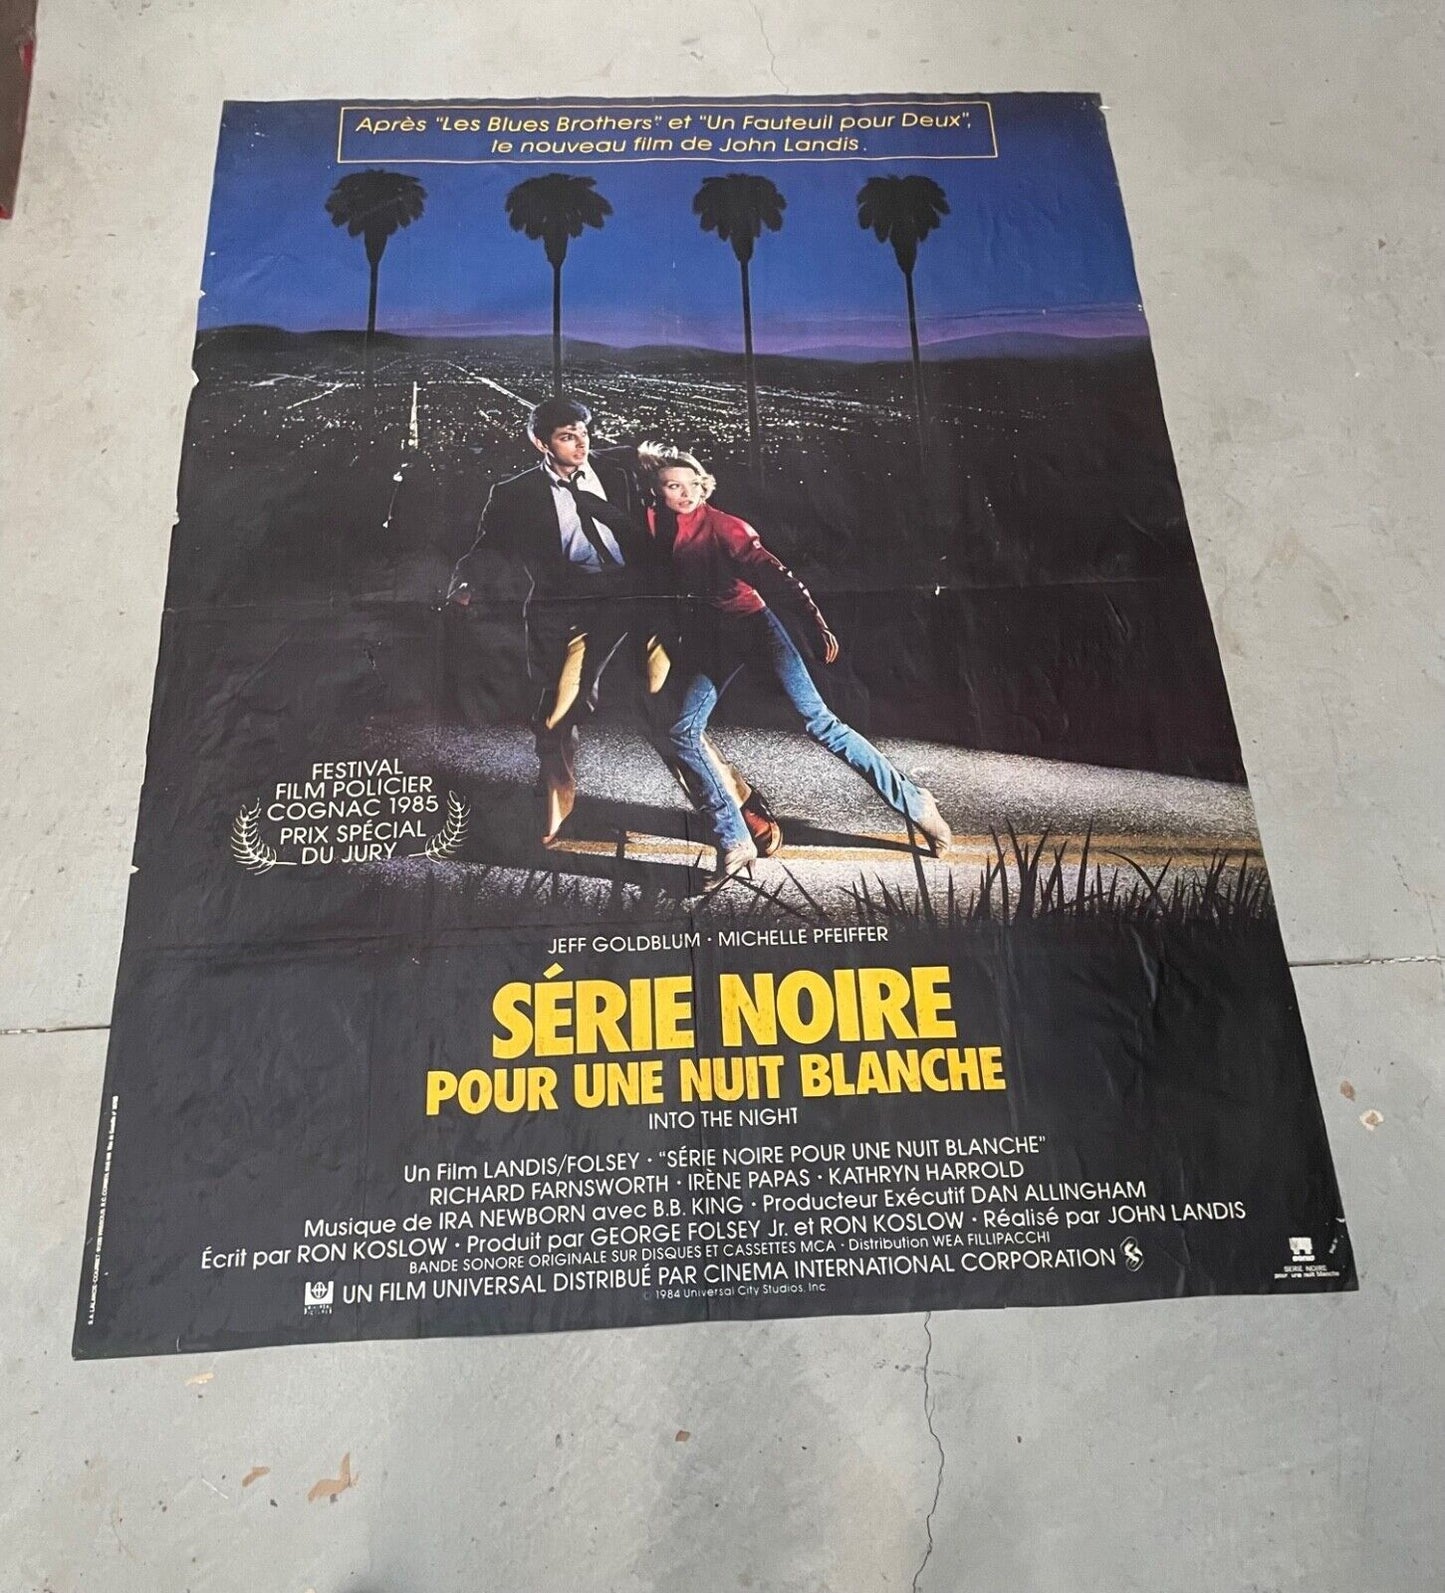 Après "Les Blues Brothers" et "Un Fauteuil pour Deux",
le nouveau film de John Landis.
FESTIVAL
FILM POLICIER
COGNAC 1985
PRIX SPÉCIAL
DU JURY
JEFF GOLDBLUM · MICHELLE PFEIFFER
SÉRIE NOIRE
POUR UNE NUIT BLANCHE
INTO THE NIGHT
Un Film LANDIS/FOLSEY · "SÉRIE NOIRE POUR UNE NUIT BLANCHE"
RICHARD FARNSWORTH · IRÈNE PAPAS · KATHRYN HARROLD
Musique de IRA NEWBORN avec B.B. KING · Producteur Exécutif DAN ALLINGHAM
Écrit par RON KOSLOW · Produit par GEORGE FOLSEY Jr. et RON KOSLOW · Réalisé par JOHN LANDIS
BANDE SONORE ORIGINALE SUR DISQUES ET CASSETTES MCA · Distribution WEA FILLIPACCHI
UN FILM UNIVERSAL DISTRIBUÉ PAR CINEMA INTERNATIONAL CORPORATION
© 1984 Universal City Studios, Inc
SERIE NOIRE
pour une nuit blanche